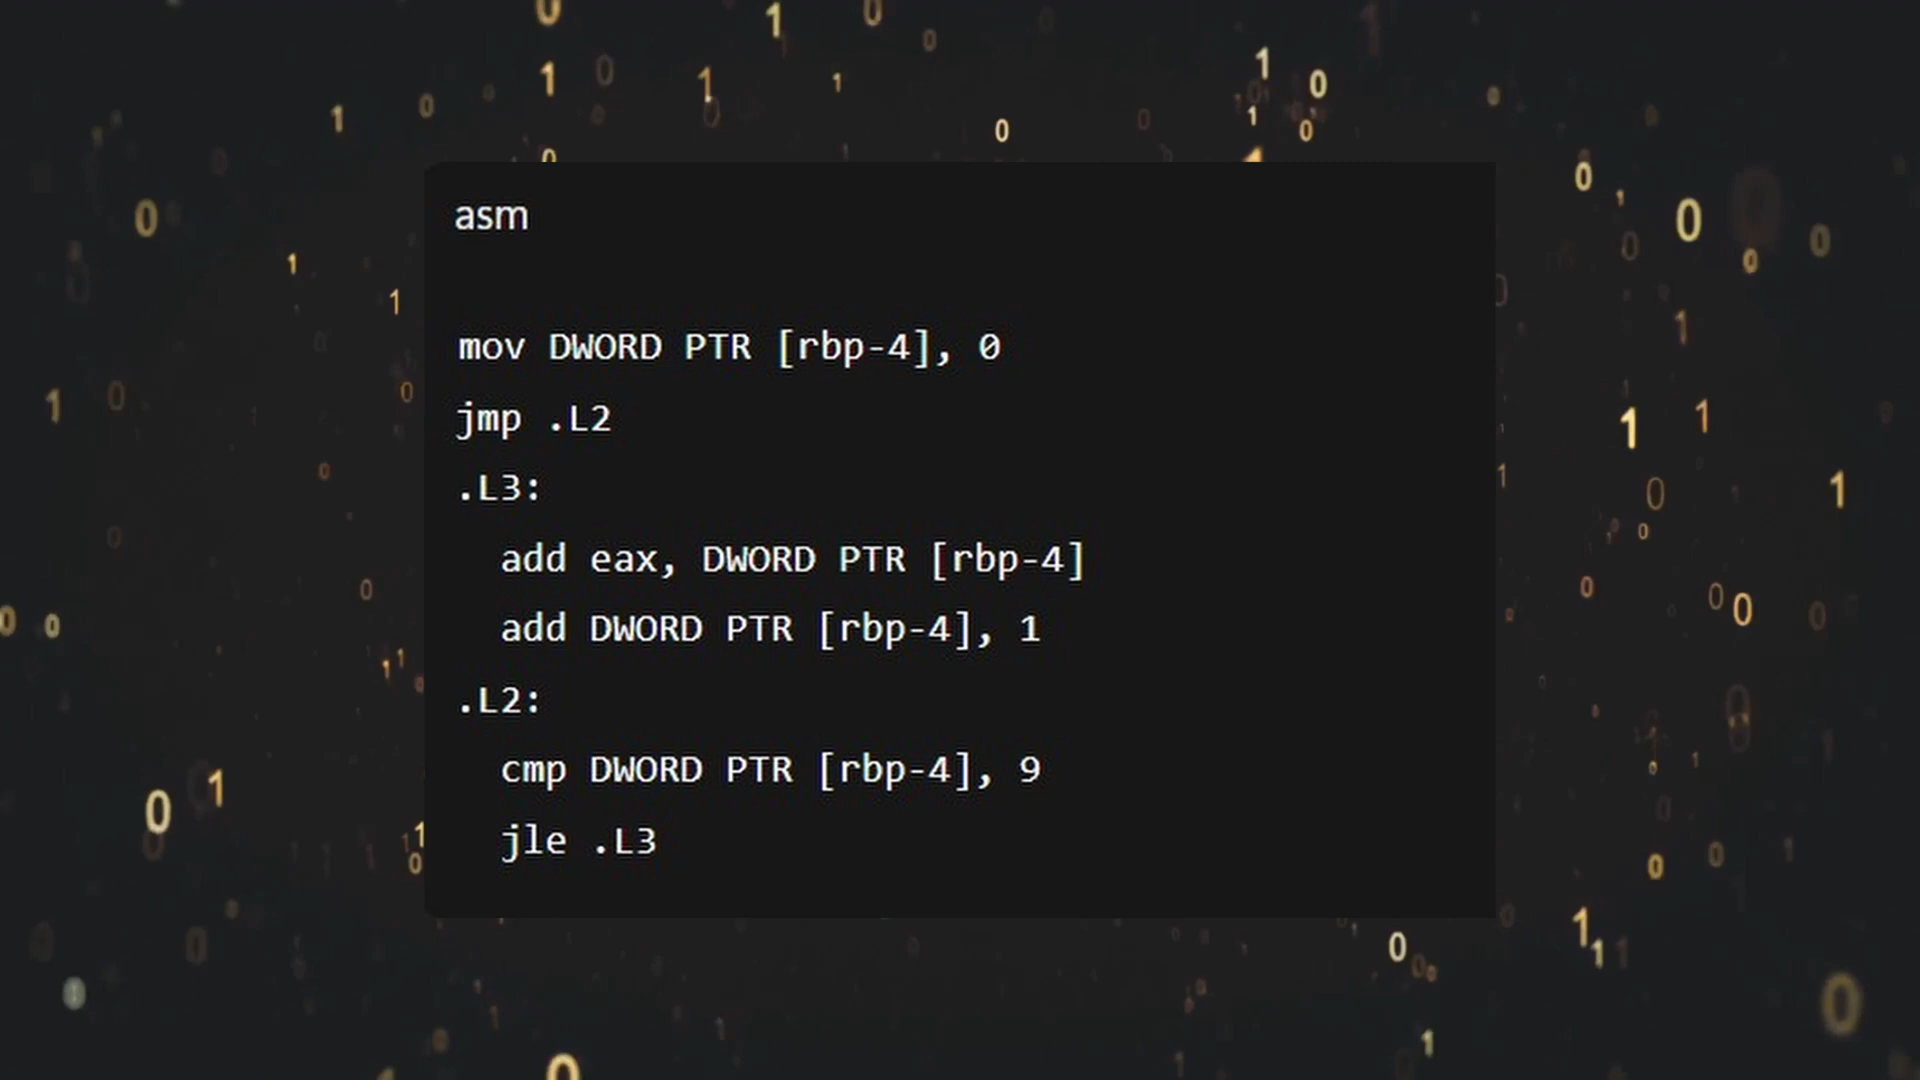 asm
mov DWORD PTR [rbp-4], 0
jmp .L2
.L3:
add eax, DWORD PTR [rbp-4]
add DWORD PTR [rbp-4], 1
.L2:
cmp DWORD PTR [rbp-4], 9
jle .L3